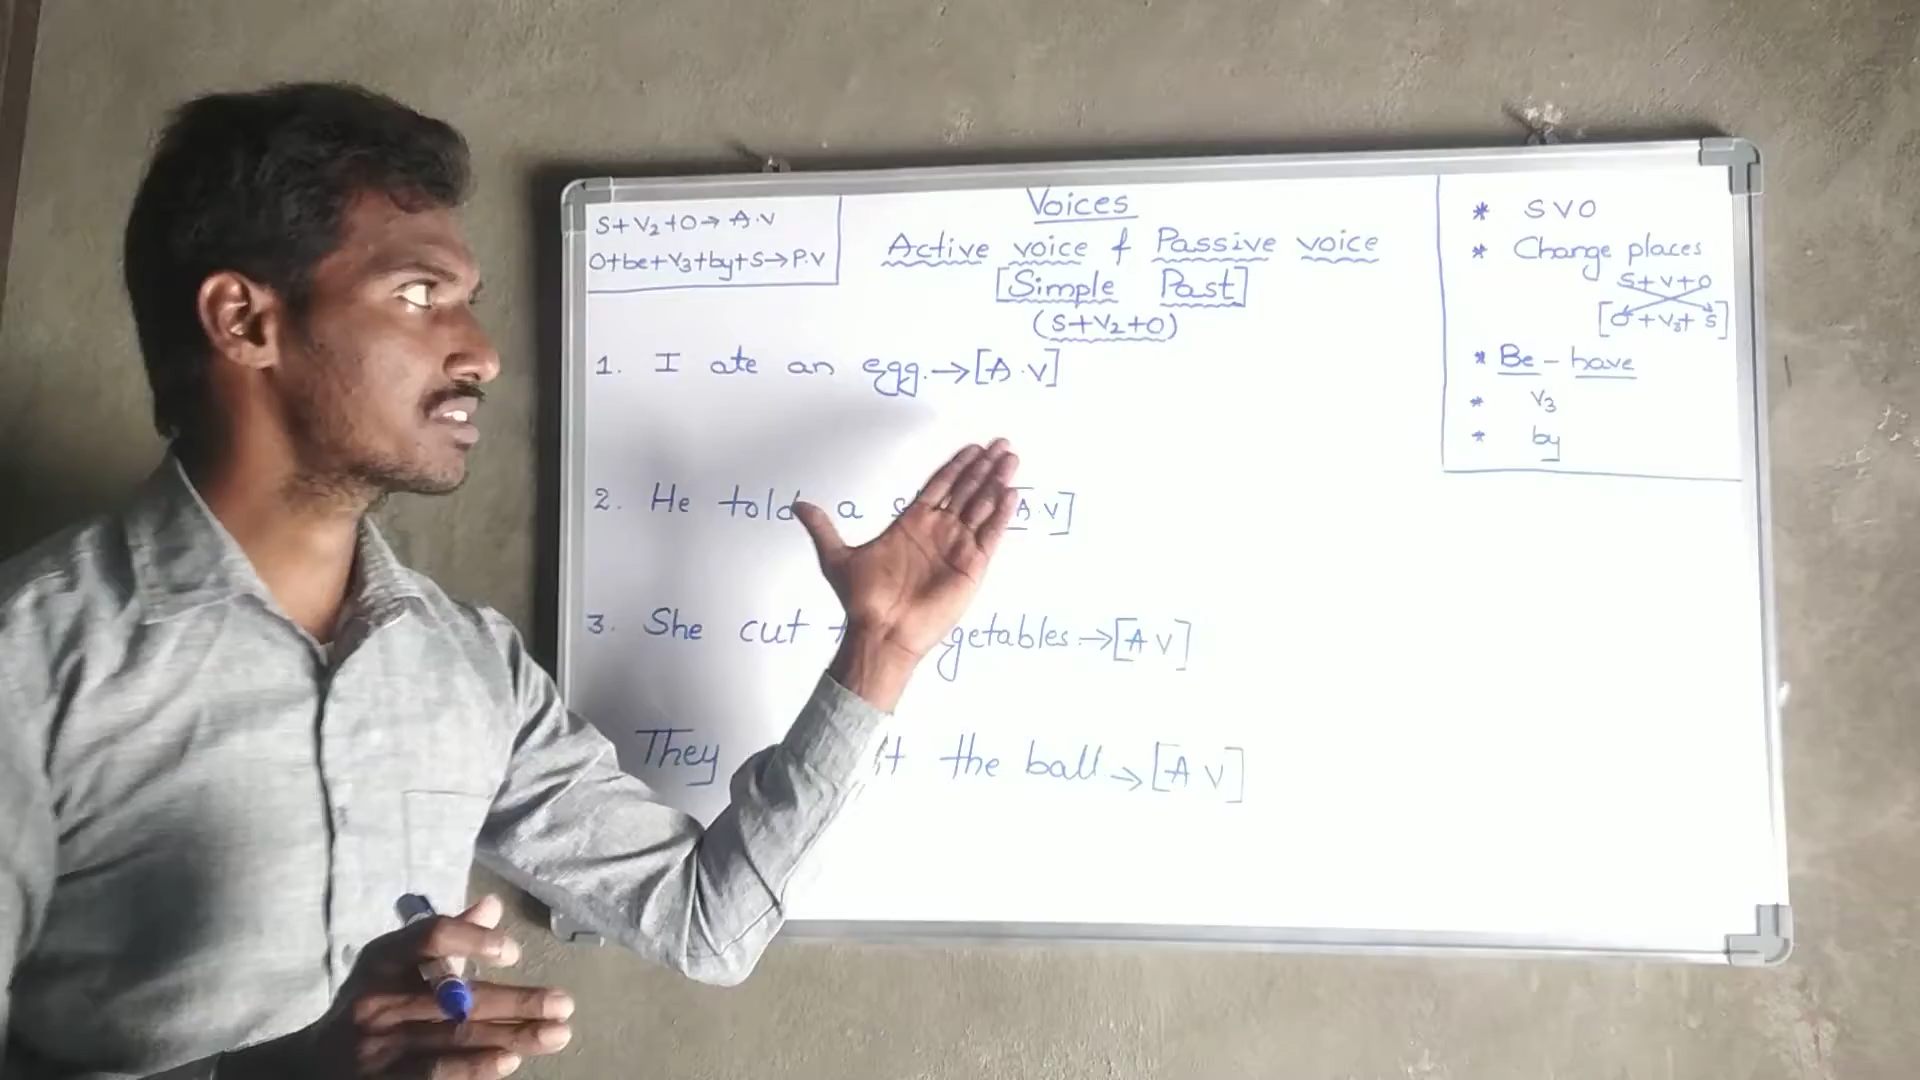 S+V2+O→A.V
O+be+V3+by+S→P.V
Voices
Active voice & Passive voice
[Simple Past]
(S+V2+O)
1. I ate an egg.→[A.V]
2. He told a A.V]
3. She cut getables.→[A V]
They the ball→[A V]
* SVO
* Change places
S+V+O
[O+V3+S]
* Be-have
* V3
* by